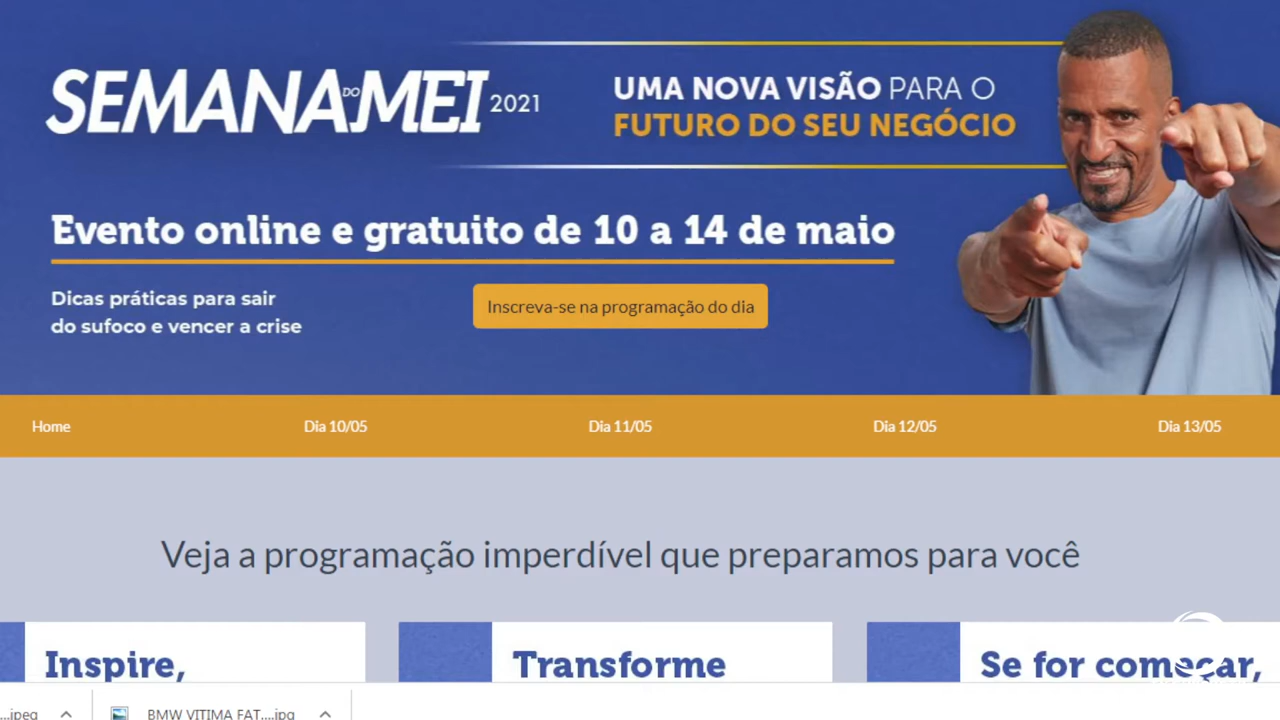 SEMANA DO MEI 2021
UMA NOVA VISÃO PARA O
FUTURO DO SEU NEGÓCIO
Evento online e gratuito de 10 a 14 de maio
Dicas práticas para sair
do sufoco e vencer a crise
Inscreva-se na programação do dia
Home Dia 10/05 Dia 11/05 Dia 12/05 Dia 13/05
Veja a programação imperdível que preparamos para você
Inspire, Transforme Se for começar,
...jpeg BMW VITIMA FAT....jpg